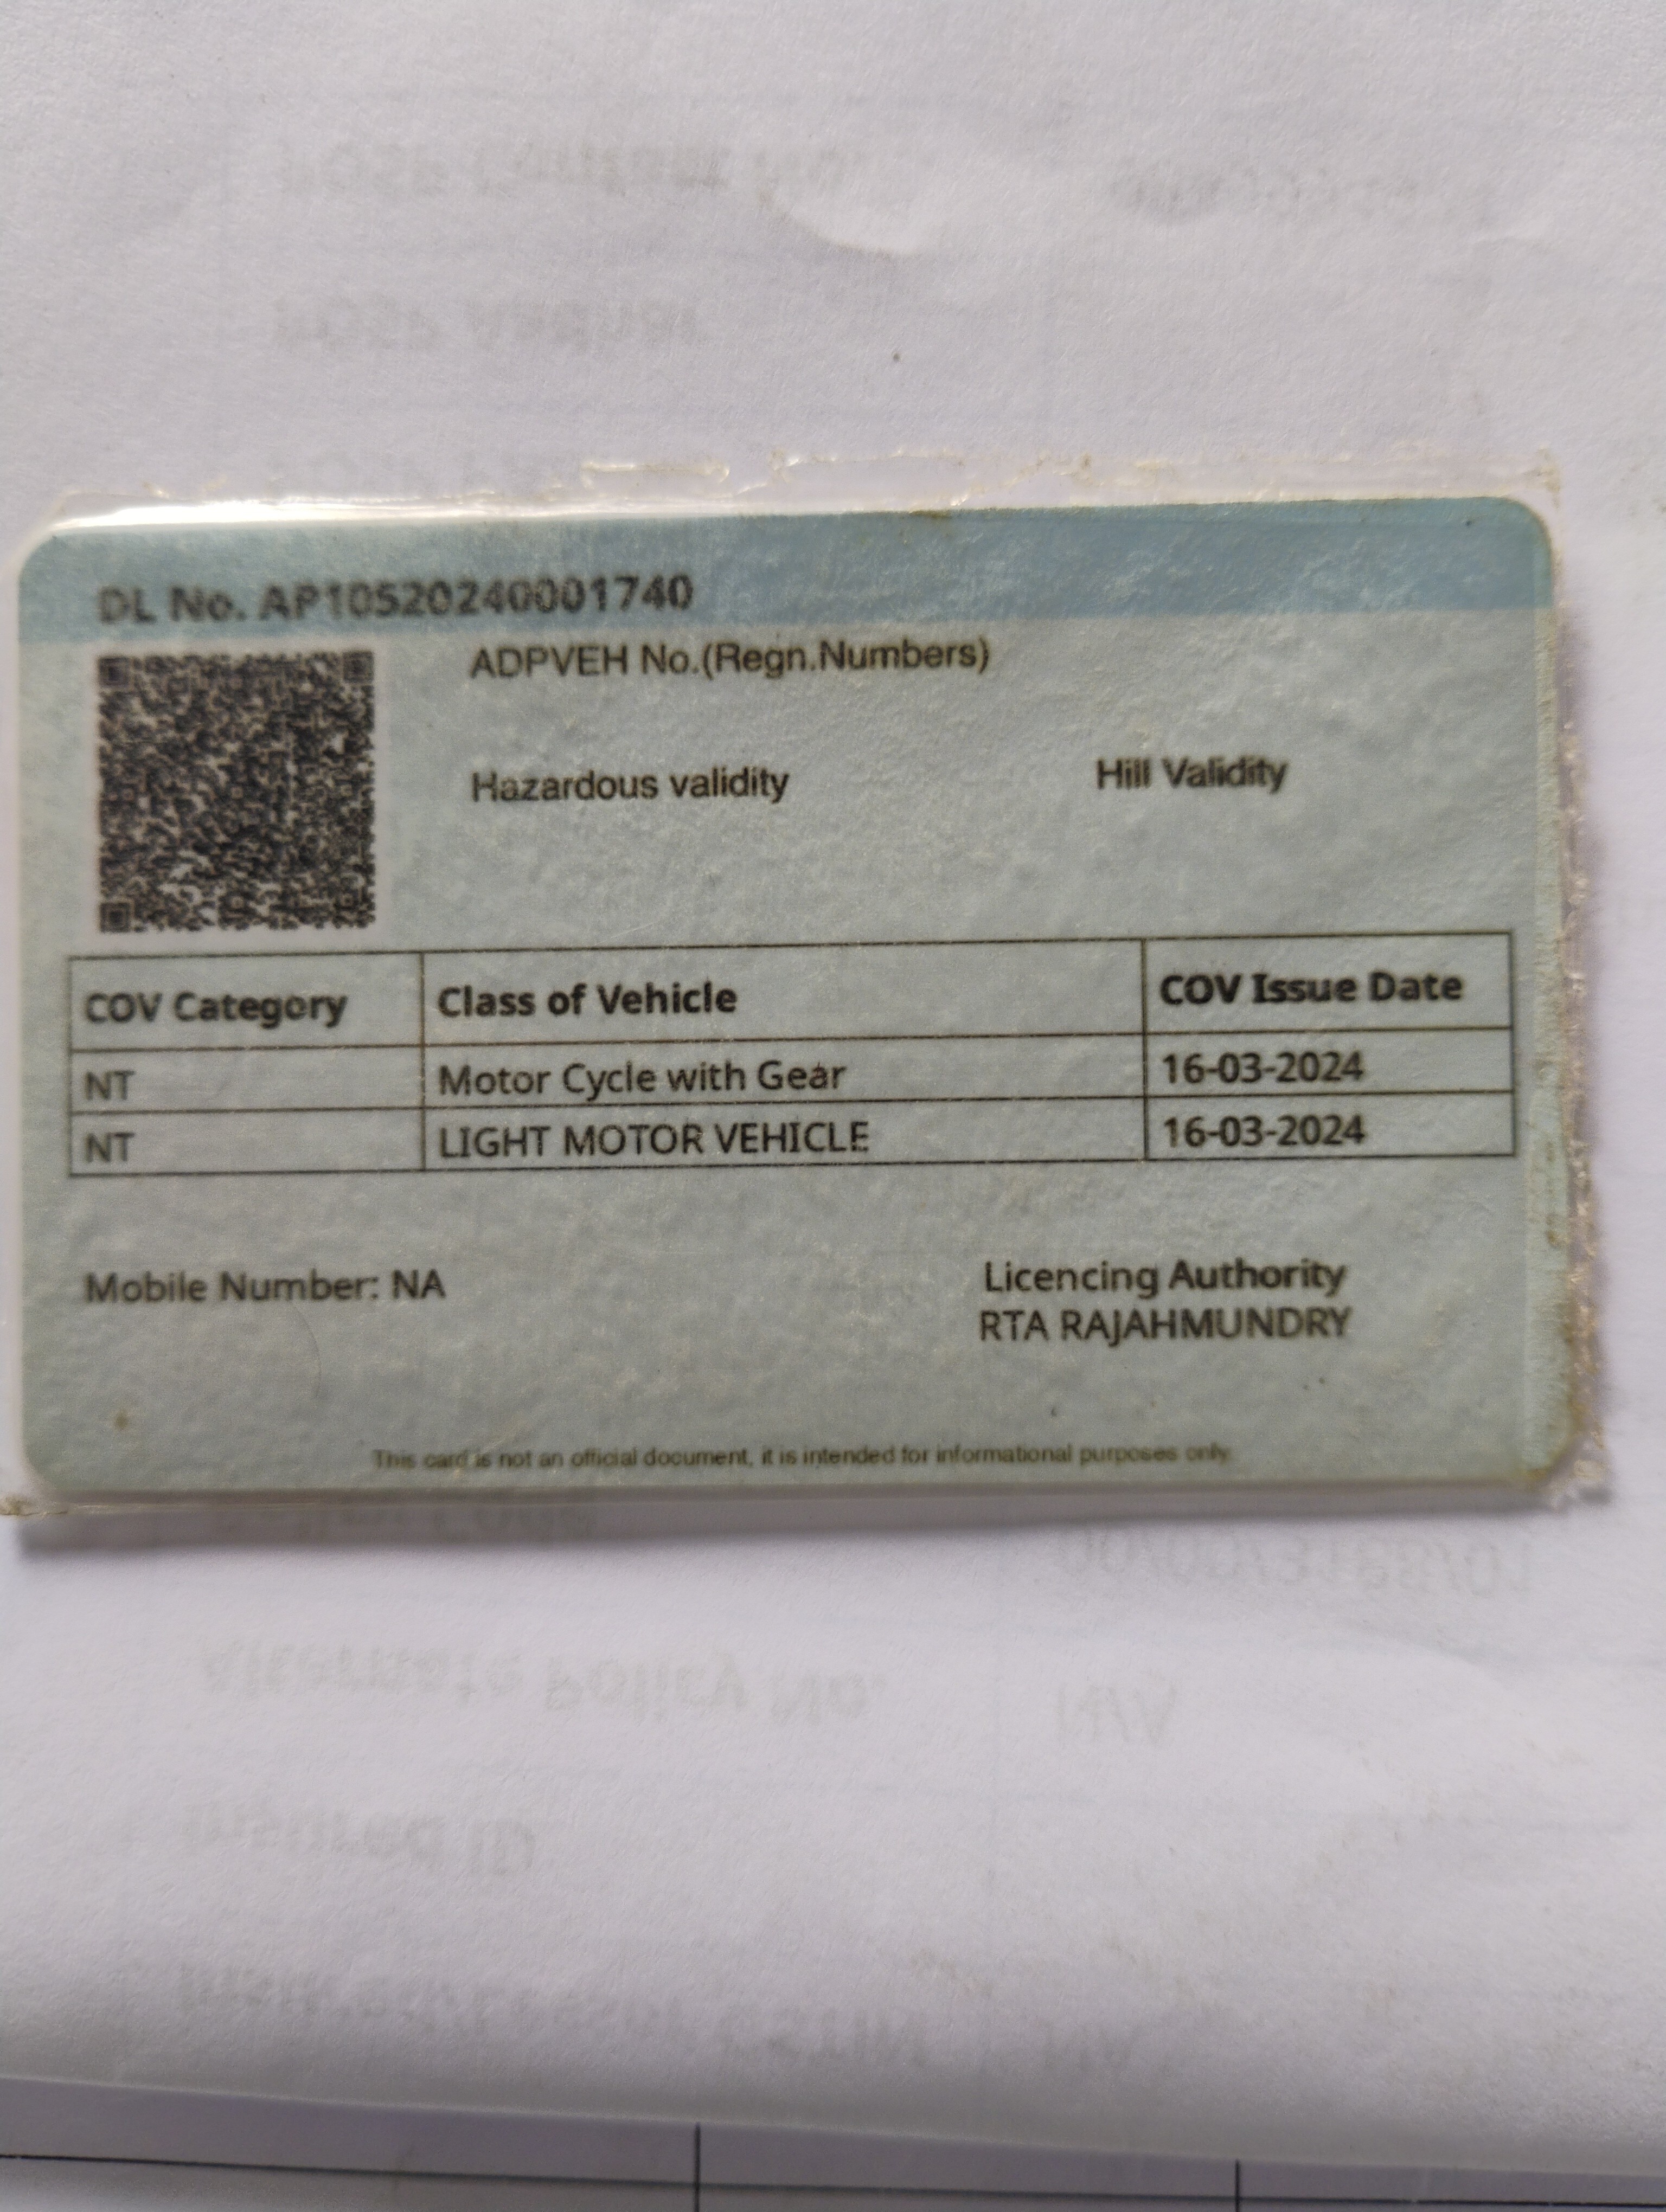 DL No. AP10520240001740
ADPVEH No.(Regn.Numbers)
Hazardous validity Hill Validity
COV Category Class of Vehicle COV Issue Date
NT Motor Cycle with Gear 16-03-2024
NT LIGHT MOTOR VEHICLE 16-03-2024
Mobile Number: NA
Licencing Authority
RTA RAJAHMUNDRY
This card is not an official document, it is intended for informational purposes only.